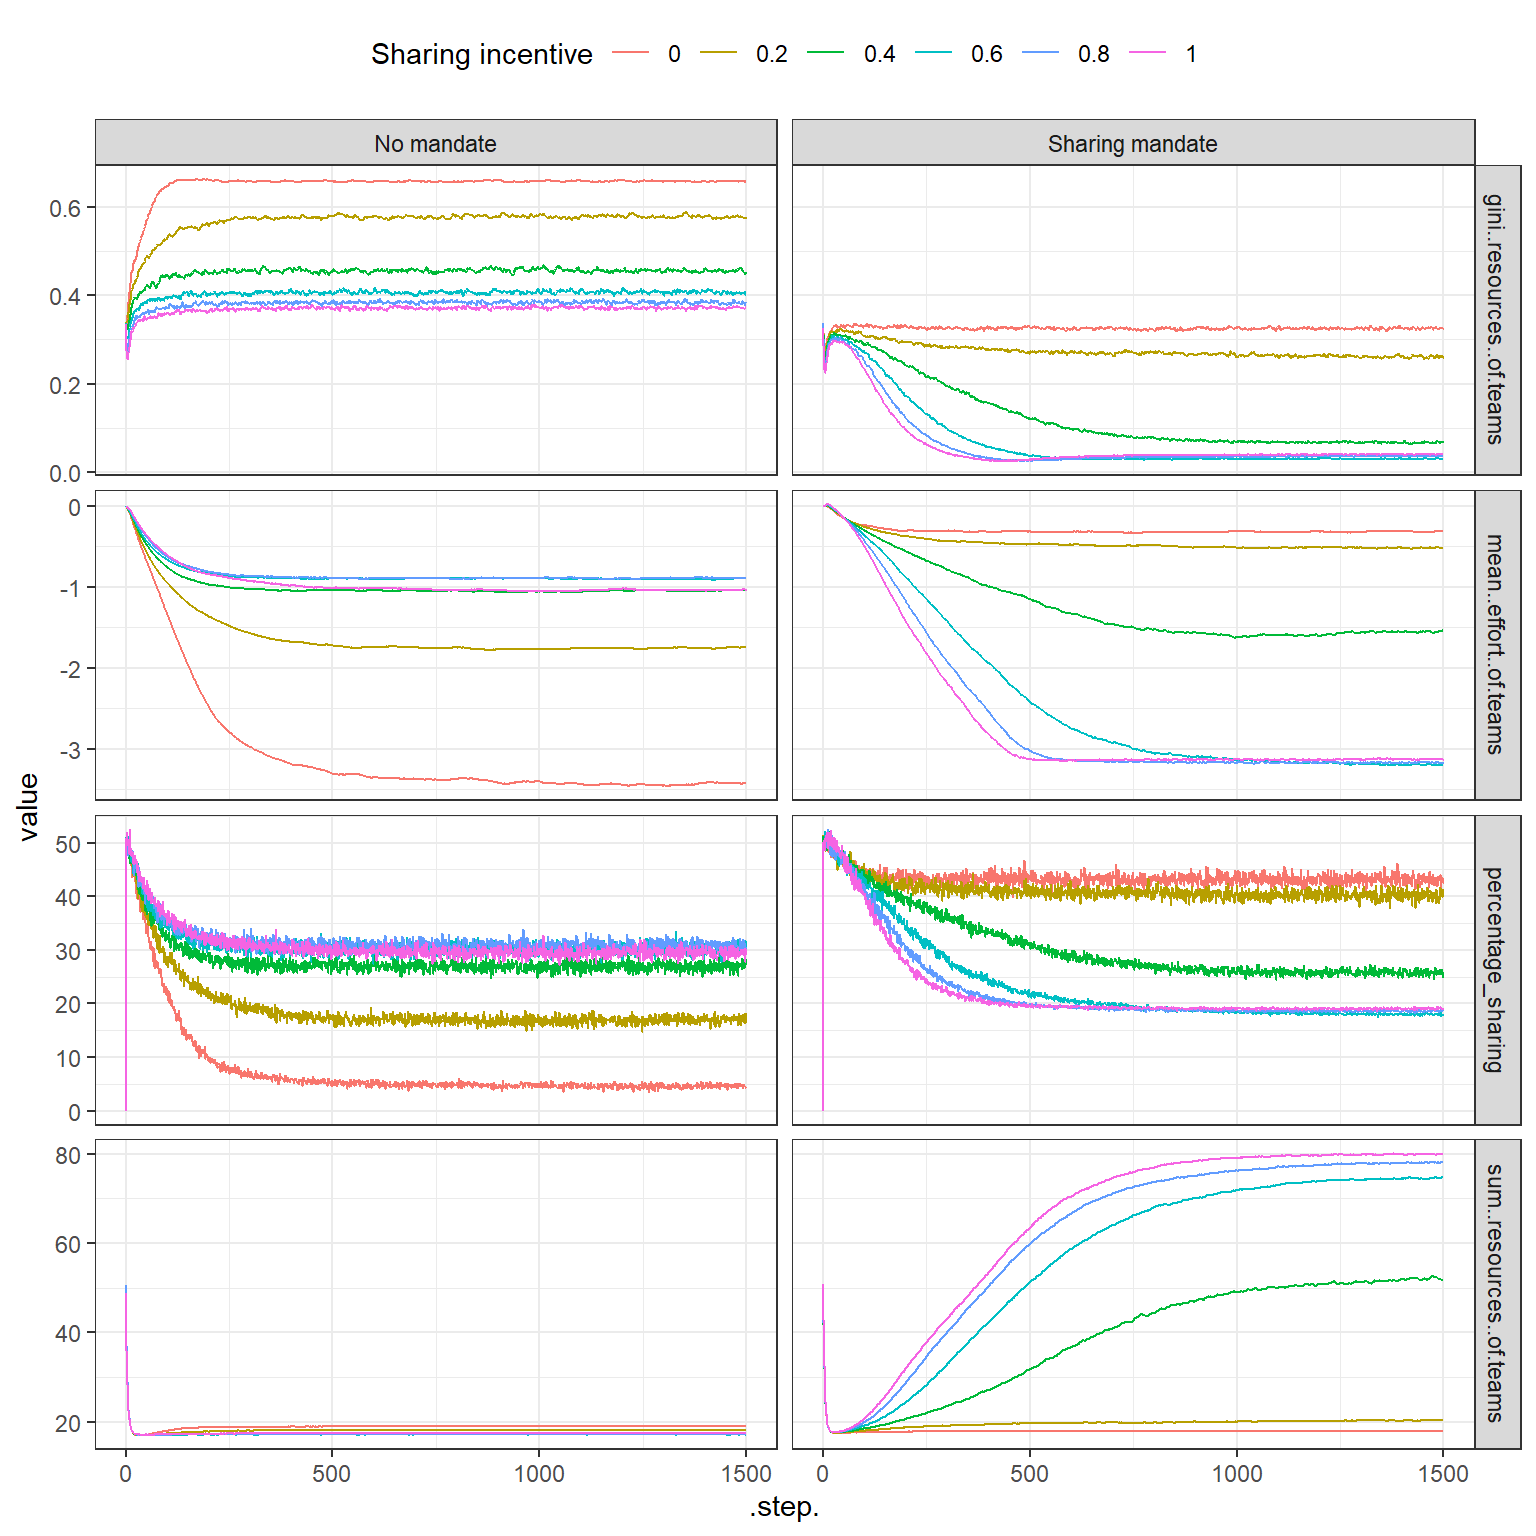 Sharing incentive 0 0.2 0.4 0.6 0.8 1
No mandate Sharing mandate
0.6
0.4
0.2
0.0
gini..resources..of.teams
0
-1
-2
-3
mean..effort..of.teams
value
50
40
30
20
10
0
percentage_sharing
80
60
40
20
sum..resources..of.teams
0 500 1000 1500 0 500 1000 1500
.step.